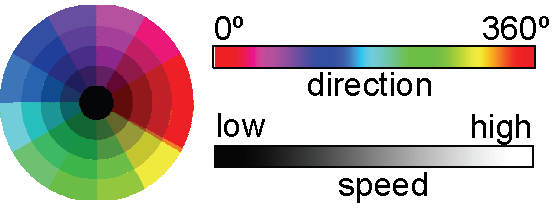 0º 360º
direction
low high
speed